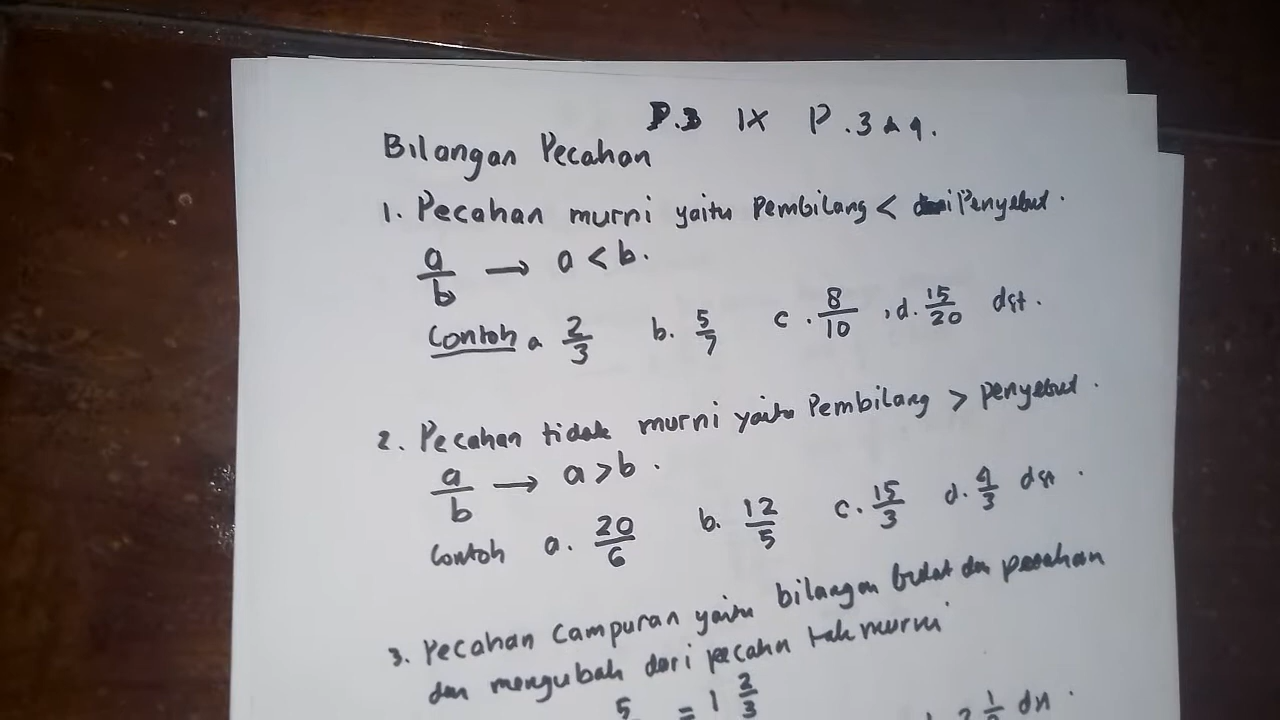 P.3 IX P.3 & 4.
Bilangan Pecahan
1. Pecahan murni yaitu Pembilang < Penyebut.
a/b → a < b.
Contoh a 2/3 b. 5/7 c. 8/10, d. 15/20 dst.
2. Pecahan tidak murni yaitu Pembilang > penyebut.
a/b → a > b.
Contoh a. 20/6 b. 12/5 c. 15/3 d. 4/3 dst.
3. Pecahan Campuran yaitu bilangan bulat dan pecahan
dan mengubah dari pecahan tak murni
5 = 1 2/3 dst.